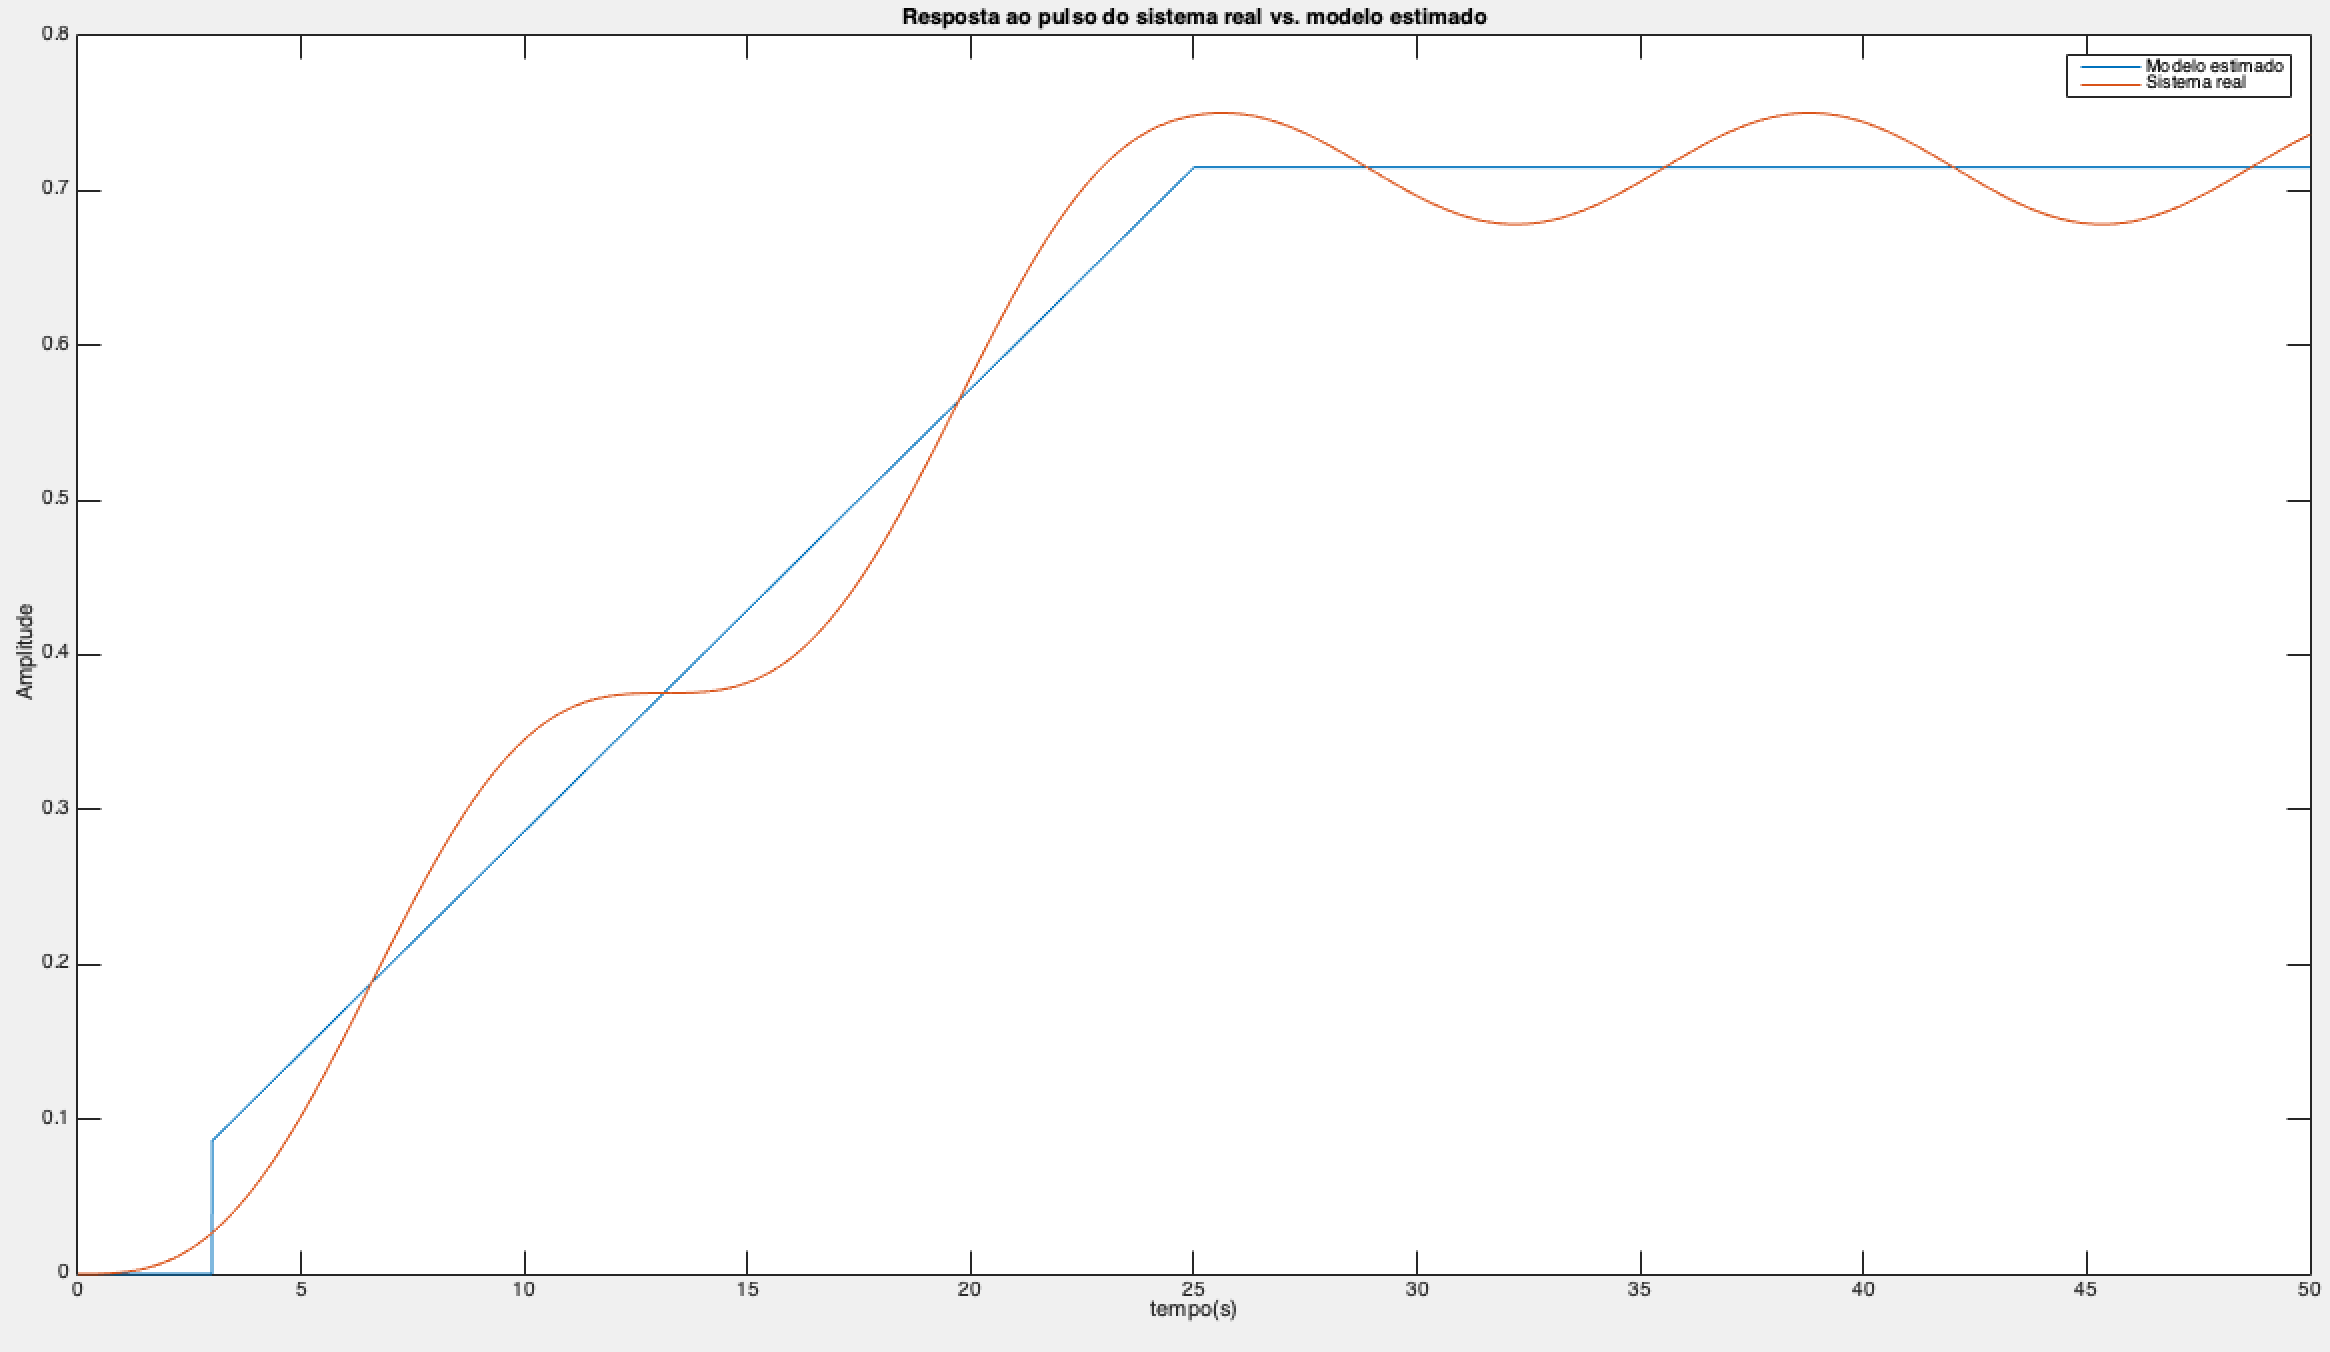 Resposta ao pulso do sistema real vs. modelo estimado
Modelo estimado
Sistema real
0.8
0.7
0.6
0.5
0.4
0.3
0.2
0.1
0
Amplitude
0 5 10 15 20 25 30 35 40 45 50
tempo(s)